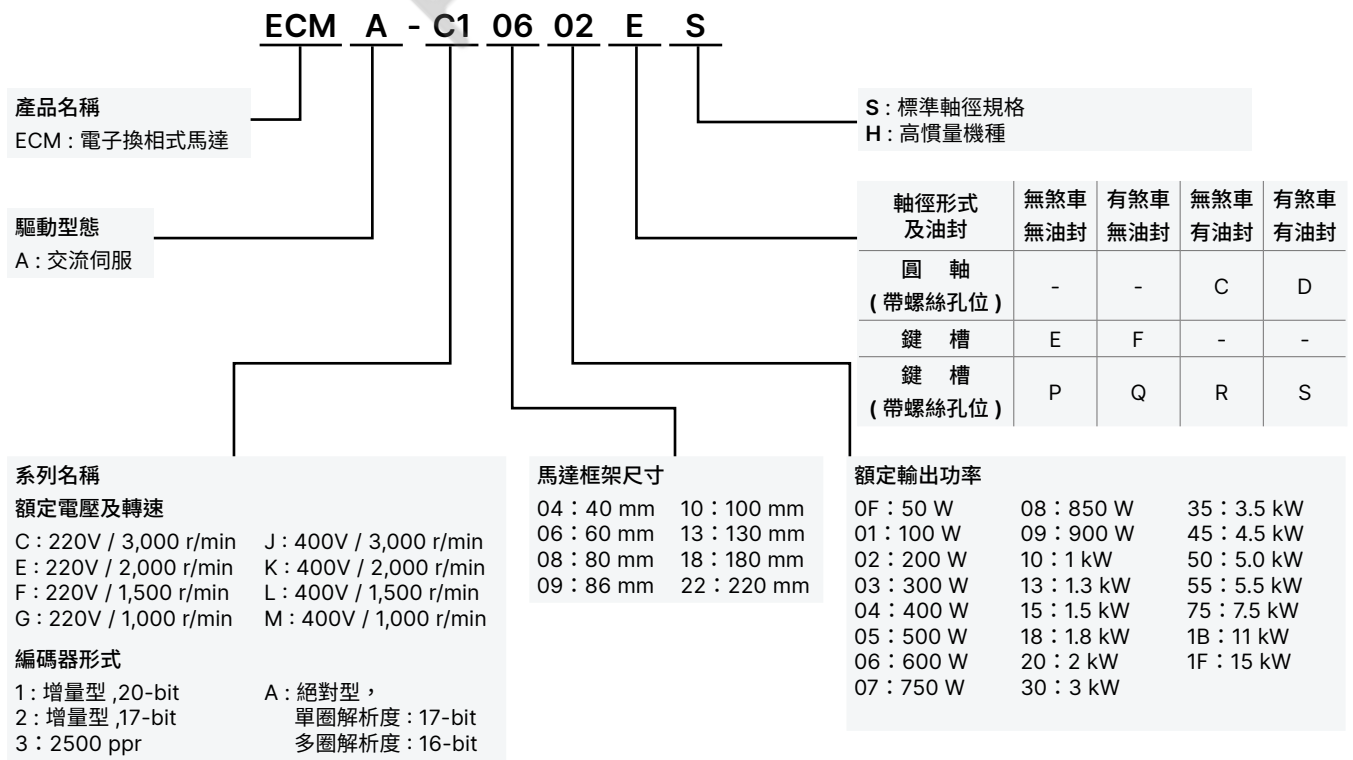 ECM A - C1 06 02 E S
產品名稱
ECM : 電子換相式馬達
驅動型態
A : 交流伺服
S : 標準軸徑規格
H : 高慣量機種
軸徑形式
及油封
無煞車
無油封
有煞車
無油封
無煞車
有油封
有煞車
有油封
圓 軸
( 帶螺絲孔位 )
- - C D
鍵 槽 E F - -
鍵 槽
( 帶螺絲孔位 )
P Q R S
系列名稱
額定電壓及轉速
C : 220V / 3,000 r/min J : 400V / 3,000 r/min
E : 220V / 2,000 r/min K : 400V / 2,000 r/min
F : 220V / 1,500 r/min L : 400V / 1,500 r/min
G : 220V / 1,000 r/min M : 400V / 1,000 r/min
編碼器形式
1 : 增量型 ,20-bit A : 絕對型，
2 : 增量型 ,17-bit 單圈解析度 : 17-bit
3：2500 ppr 多圈解析度 : 16-bit
馬達框架尺寸
04：40 mm 10：100 mm
06：60 mm 13：130 mm
08：80 mm 18：180 mm
09：86 mm 22：220 mm
額定輸出功率
0F：50 W 08：850 W 35：3.5 kW
01：100 W 09：900 W 45：4.5 kW
02：200 W 10：1 kW 50：5.0 kW
03：300 W 13：1.3 kW 55：5.5 kW
04：400 W 15：1.5 kW 75：7.5 kW
05：500 W 18：1.8 kW 1B：11 kW
06：600 W 20：2 kW 1F：15 kW
07：750 W 30：3 kW